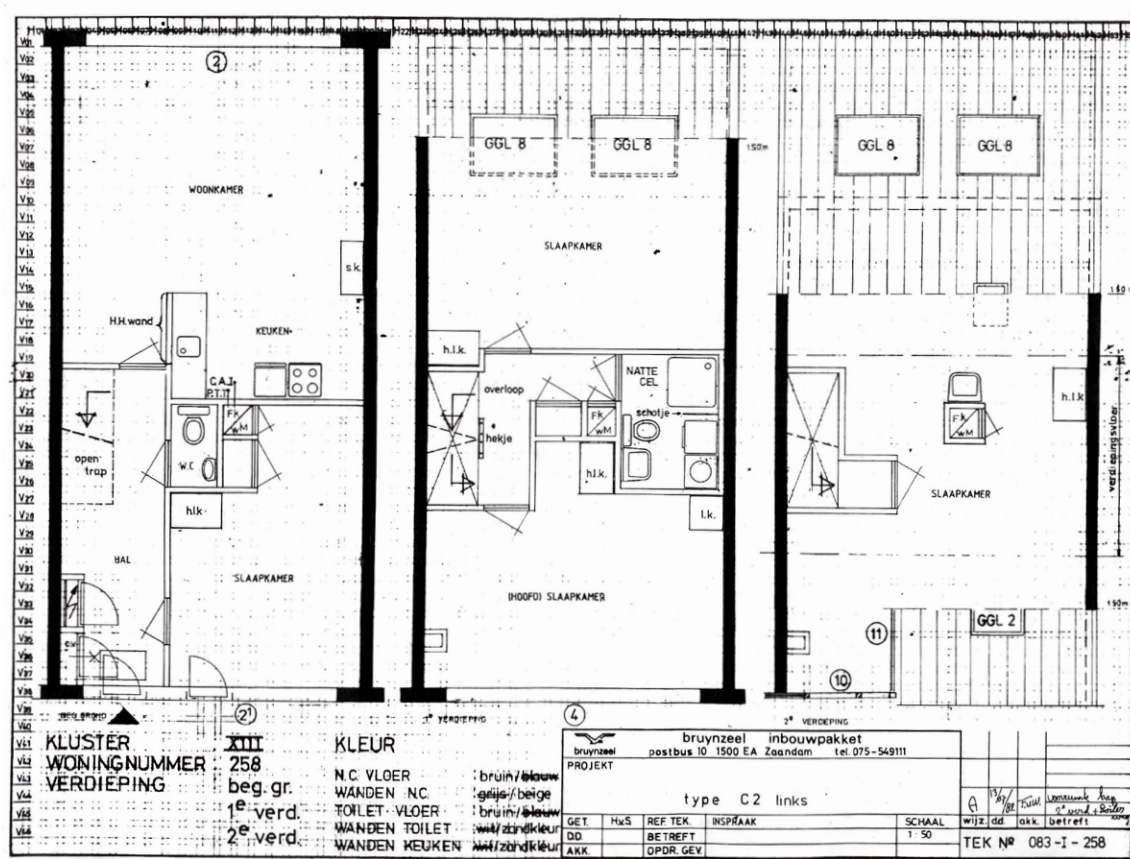 2
GGL 8
GGL 8
GGL 8
GGL 8
150m
WOONKAMER
SLAAPKAMER
s.k.
H.H.wand
KEUKEN
h.l.k.
overloop
NATTE
CEL
C.A.I.
P.T.T.
schotje
FK
WM
FK
WM
FK
WM
hekje
h.l.k.
verdiepingsvloer
open
trap
W.C
h.l.k.
SLAAPKAMER
h.l.k.
l.k.
HAL
SLAAPKAMER
(HOOFD) SLAAPKAMER
150m
GGL 2
11
10
BEG. GROND
21
1e VERDIEPING
4
2e VERDIEPING
KLUSTER XIII
WONINGNUMMER 258
VERDIEPING beg. gr.
1e verd.
2e verd.
KLEUR
N.C. VLOER bruin/blauw
WANDEN N.C. grijs/beige
TOILET VLOER bruin/blauw
WANDEN TOILET wit/zandkleur
WANDEN KEUKEN wit/zandkleur
bruynzeel
bruynzeel inbouwpakket
postbus 10 1500 EA Zaandam tel. 075-549111
PROJEKT
type C2 links
GET. HxS REF. TEK. INSPRAAK SCHAAL
DD. BETREFT 1:50
AKK. OPDR. GEV.
A
wijz. dd. akk. betreft
TEK Nº 083-I-258